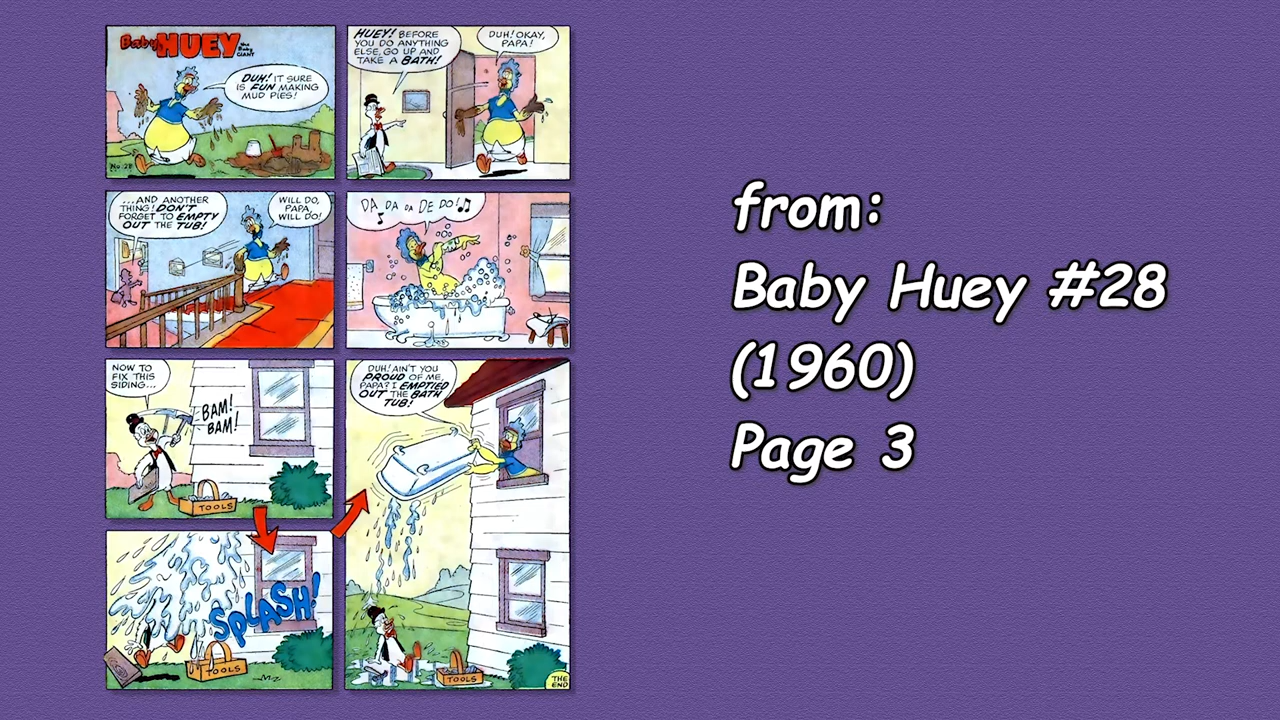 Baby HUEY The Baby GIANT
DUH! IT SURE
IS FUN MAKING
MUD PIES!
No. 28
HUEY! BEFORE
YOU DO ANYTHING
ELSE, GO UP AND
TAKE A BATH!
DUH! OKAY,
PAPA!
...AND ANOTHER
THING! DON'T
FORGET TO EMPTY
OUT THE TUB!
WILL DO,
PAPA,
WILL DO!
DA DA DA DE DO!
NOW TO
FIX THIS
SIDING...
BAM!
BAM!
TOOLS
SPLASH!
TOOLS
DUH! AIN'T YOU
PROUD OF ME,
PAPA? I EMPTIED
OUT THE BATH
TUB!
TOOLS
THE
END
from:
Baby Huey #28
(1960)
Page 3